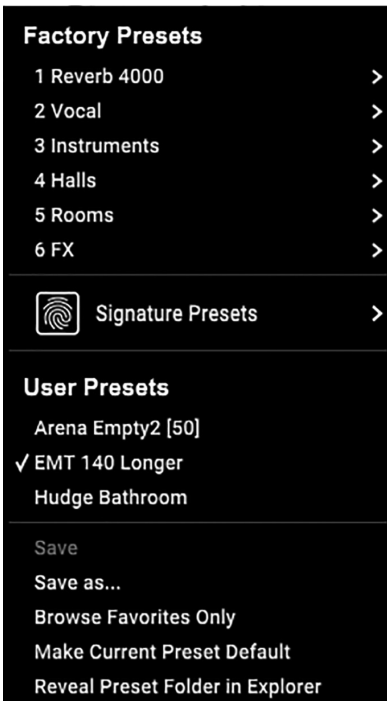 Factory Presets
1 Reverb 4000
2 Vocal
3 Instruments
4 Halls
5 Rooms
6 FX
Signature Presets
User Presets
Arena Empty2 [50]
EMT 140 Longer
Hudge Bathroom
Save
Save as...
Browse Favorites Only
Make Current Preset Default
Reveal Preset Folder in Explorer